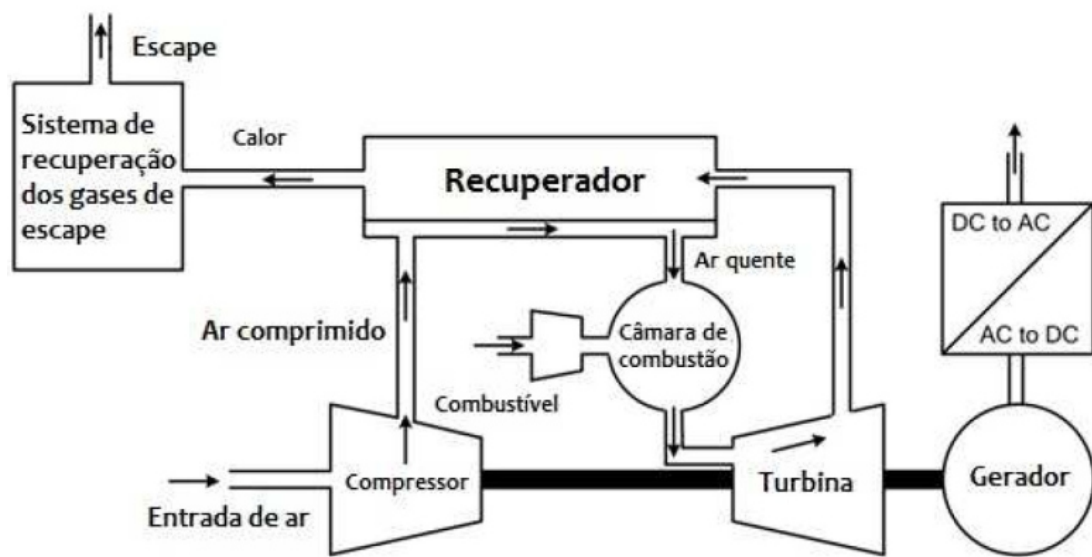 Escape
Sistema de
recuperação
dos gases de
escape
Calor
Recuperador
DC to AC
AC to DC
Ar quente
Ar comprimido
Câmara de
combustão
Combustível
Compressor
Turbina
Gerador
Entrada de ar